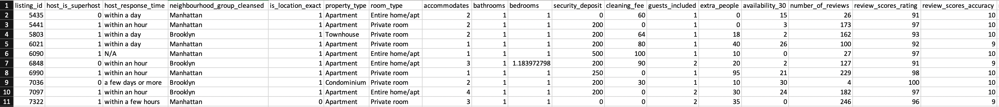 1 listing_id host_is_superhost host_response_time neighbourhood_group_cleansed is_location_exact property_type room_type accommodates bathrooms bedrooms security_deposit cleaning_fee guests_included extra_people availability_30 number_of_reviews review_scores_rating review_scores_accuracy
2 5435 0 within a day Manhattan 1 Apartment Entire home/apt 2 1 1 0 60 1 0 15 26 91 10
3 5441 1 within an hour Manhattan 1 Apartment Private room 2 1 1 200 0 1 0 3 173 97 10
4 5803 1 within a day Brooklyn 1 Townhouse Private room 2 1 1 200 64 1 18 2 162 93 10
5 6021 1 within a day Manhattan 1 Apartment Private room 1 1 1 200 80 1 40 26 100 92 9
6 6090 1 N/A Manhattan 1 Apartment Entire home/apt 1 1 1 500 100 1 10 0 27 97 10
7 6848 0 within an hour Brooklyn 1 Apartment Entire home/apt 3 1 1.183972798 200 90 2 20 2 127 91 9
8 6990 1 within an hour Manhattan 1 Apartment Private room 1 1 1 250 0 1 95 21 229 98 10
9 7036 0 a few days or more Brooklyn 1 Condominium Private room 2 1 1 200 30 1 10 30 4 100 10
10 7097 1 within an hour Brooklyn 1 Apartment Entire home/apt 4 1 1 200 0 2 30 24 182 97 10
11 7322 1 within a few hours Manhattan 0 Apartment Private room 3 1 1 0 0 2 35 0 246 96 9